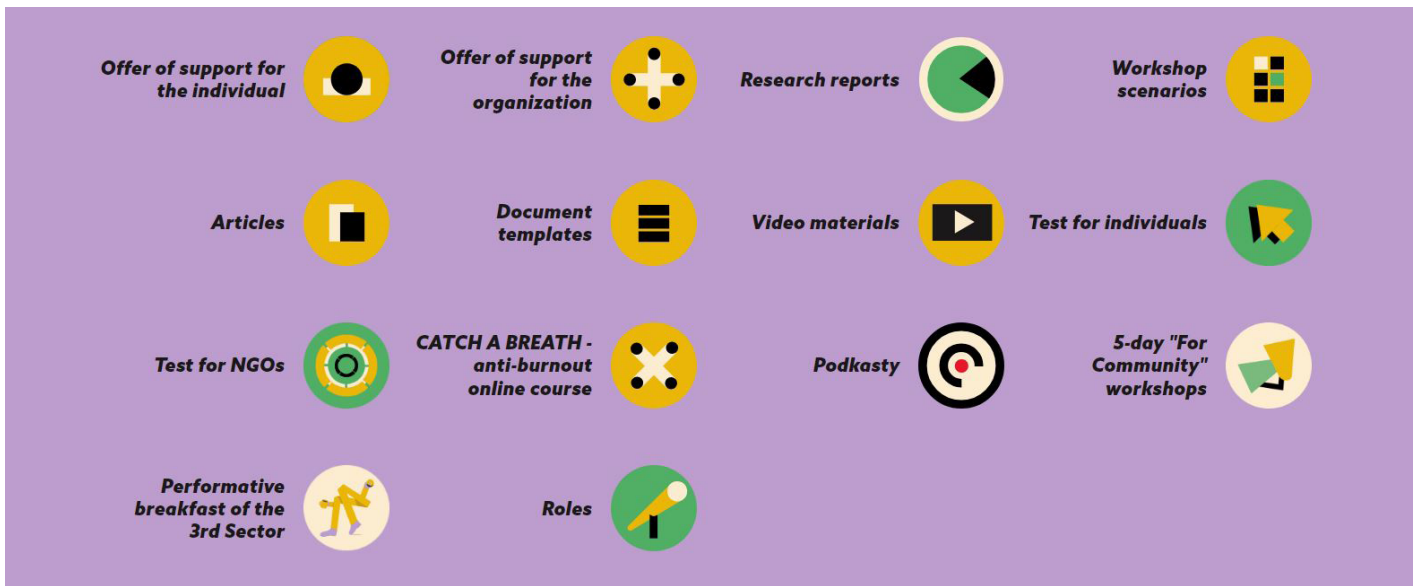 Offer of support for
the individual
Offer of support
for the
organization
Research reports
Workshop
scenarios
Articles
Document
templates
Video materials
Test for individuals
Test for NGOs
CATCH A BREATH -
anti-burnout
online course
Podkasty
5-day "For
Community"
workshops
Performative
breakfast of the
3rd Sector
Roles